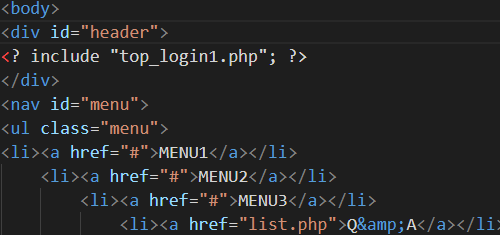 <body>
<div id="header">
<? include "top_login1.php"; ?>
</div>
<nav id="menu">
<ul class="menu">
<li><a href="#">MENU1</a></li>
<li><a href="#">MENU2</a></li>
<li><a href="#">MENU3</a></li>
<li><a href="list.php">Q&amp;A</a></li>